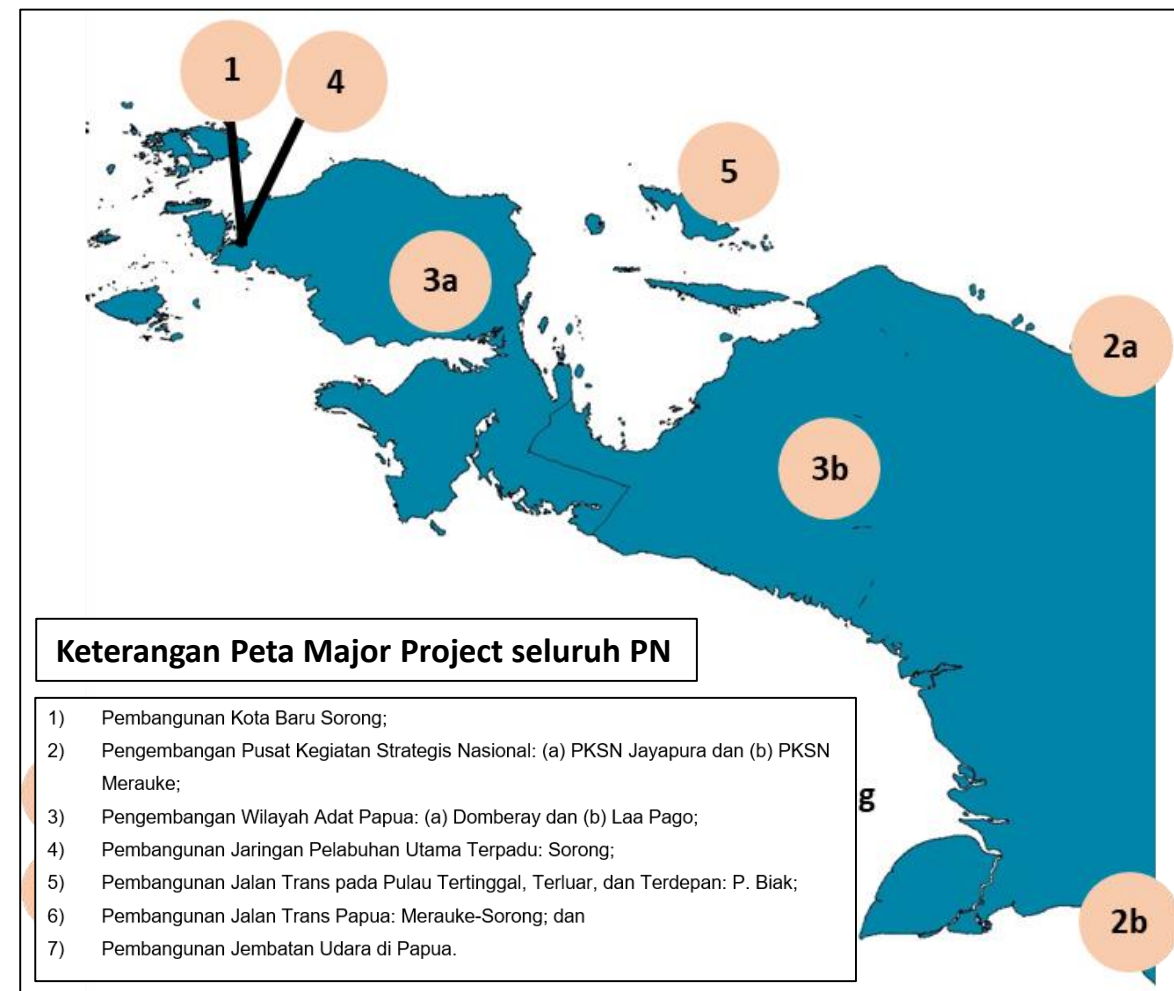 1
4
5
3a
2a
3b
Keterangan Peta Major Project seluruh PN
1) Pembangunan Kota Baru Sorong;
2) Pengembangan Pusat Kegiatan Strategis Nasional: (a) PKSN Jayapura dan (b) PKSN
Merauke;
3) Pengembangan Wilayah Adat Papua: (a) Domberay dan (b) Laa Pago;
4) Pembangunan Jaringan Pelabuhan Utama Terpadu: Sorong;
5) Pembangunan Jalan Trans pada Pulau Tertinggal, Terluar, dan Terdepan: P. Biak;
6) Pembangunan Jalan Trans Papua: Merauke-Sorong; dan
7) Pembangunan Jembatan Udara di Papua.
g
2b